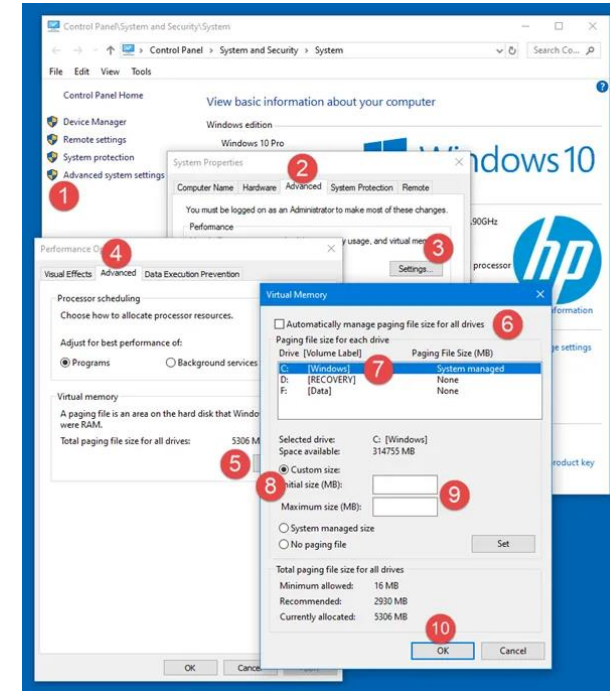 Control Panel\System and Security\System
Control Panel > System and Security > System
Search Co...
File Edit View Tools
Control Panel Home
View basic information about your computer
Device Manager
Windows edition
Remote settings
Windows 10 Pro
System protection
Advanced system settings
Windows 10
1
System Properties
2
Computer Name Hardware Advanced System Protection Remote
You must be logged on as an Administrator to make most of these changes.
Performance
y usage, and virtual mem
3
Settings...
.90GHz
processor
hp
formation
ge settings
roduct key
Performance O
4
Visual Effects Advanced Data Execution Prevention
Processor scheduling
Choose how to allocate processor resources.
Adjust for best performance of:
Programs Background services
Virtual memory
A paging file is an area on the hard disk that Windo
were RAM.
Total paging file size for all drives: 5306 M
5
OK Cance
Virtual Memory
Automatically manage paging file size for all drives
6
Paging file size for each drive
Drive [Volume Label] Paging File Size (MB)
7
C: [Windows] System managed
D: [RECOVERY] None
F: [Data] None
Selected drive: C: [Windows]
Space available: 314755 MB
Custom size:
8
nitial size (MB):
9
Maximum size (MB):
System managed size
No paging file Set
Total paging file size for all drives
Minimum allowed: 16 MB
Recommended: 2930 MB
Currently allocated: 5306 MB
10
OK Cancel